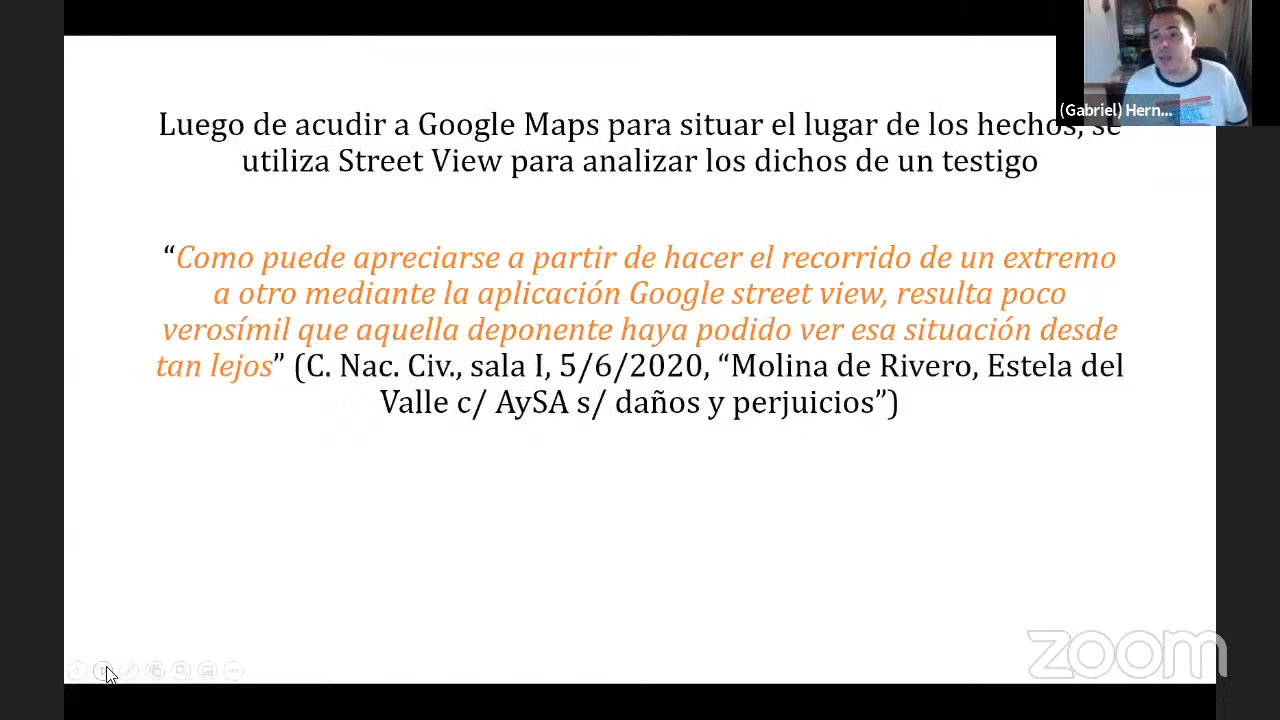 Luego de acudir a Google Maps para situar el lugar de los hechos, se
utiliza Street View para analizar los dichos de un testigo
“Como puede apreciarse a partir de hacer el recorrido de un extremo
a otro mediante la aplicación Google street view, resulta poco
verosímil que aquella deponente haya podido ver esa situación desde
tan lejos” (C. Nac. Civ., sala I, 5/6/2020, “Molina de Rivero, Estela del
Valle c/ AySA s/ daños y perjuicios”)
(Gabriel) Hern...
zoom